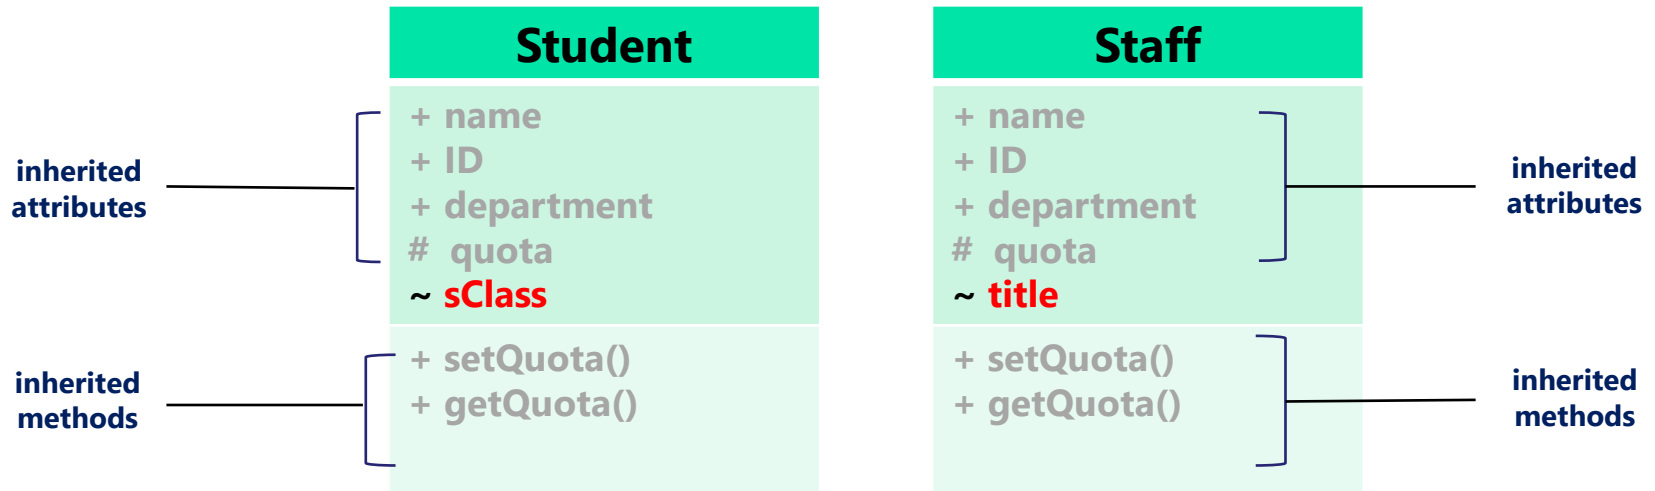 Student
Staff
inherited
attributes
+ name
+ ID
+ department
# quota
~ sClass
+ name
+ ID
+ department
# quota
~ title
inherited
attributes
inherited
methods
+ setQuota()
+ getQuota()
+ setQuota()
+ getQuota()
inherited
methods